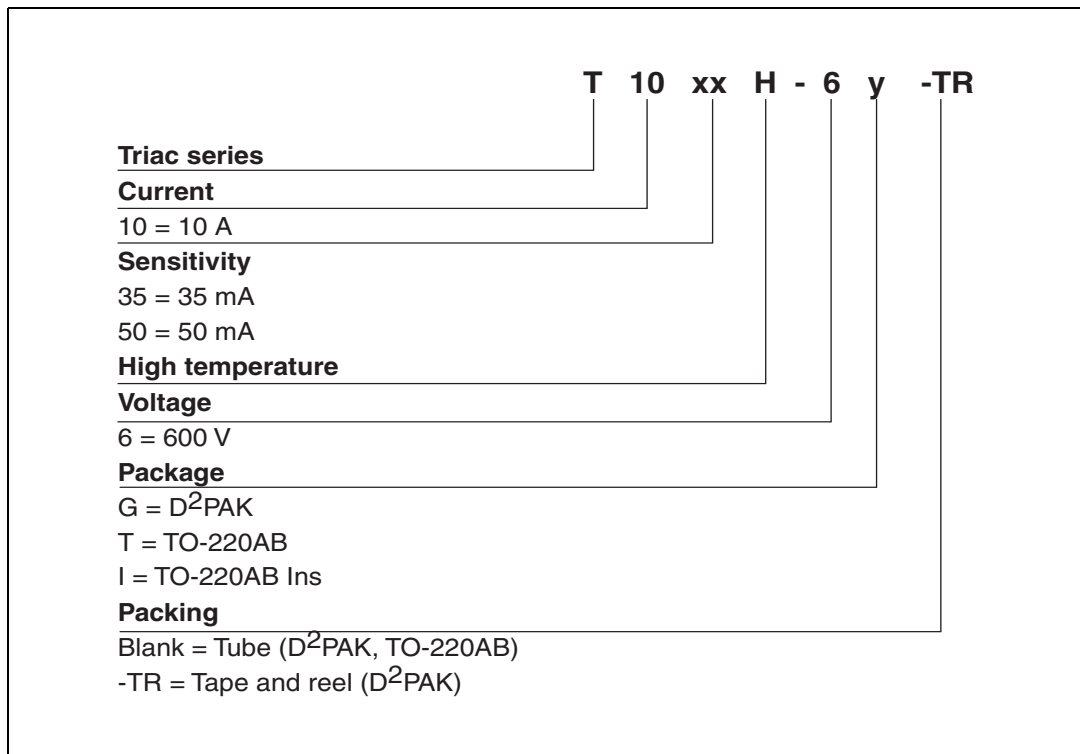 T 10 xx H - 6 y -TR
Triac series
Current
10 = 10 A
Sensitivity
35 = 35 mA
50 = 50 mA
High temperature
Voltage
6 = 600 V
Package
G = D²PAK
T = TO-220AB
I = TO-220AB Ins
Packing
Blank = Tube (D²PAK, TO-220AB)
-TR = Tape and reel (D²PAK)